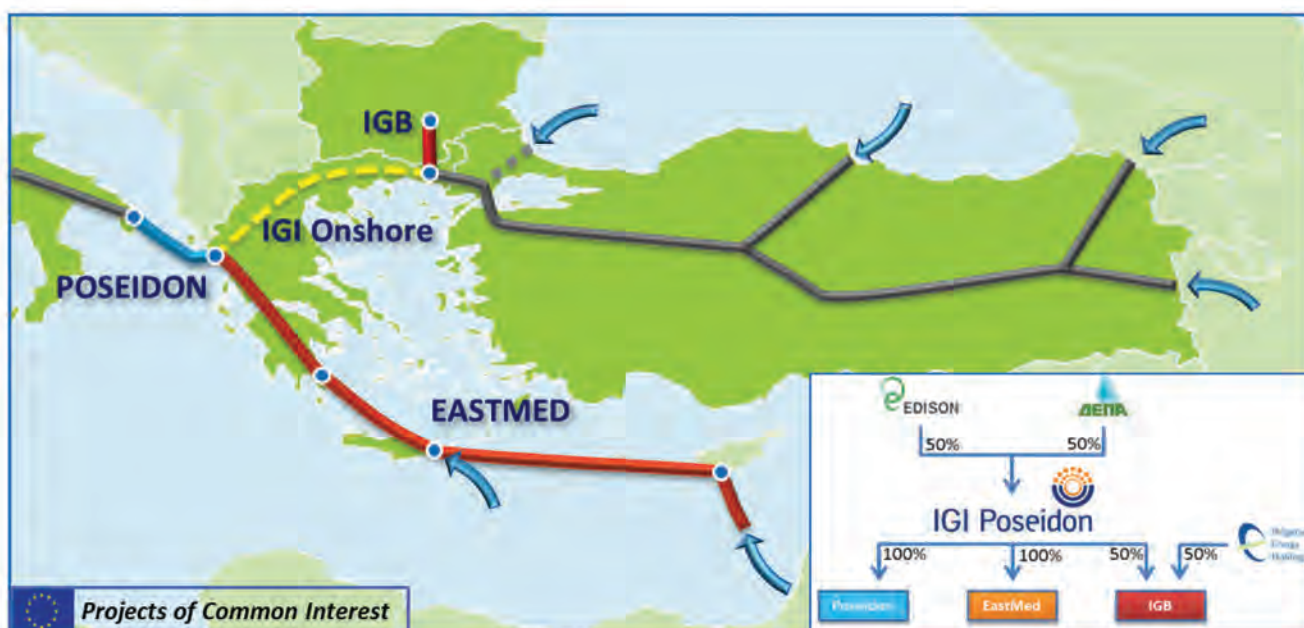 IGB
IGI Onshore
POSEIDON
EASTMED
EDISON
ΔΕΠΑ
50%
50%
IGI Poseidon
100%
100%
50%
50%
Poseidon
EastMed
IGB
Projects of Common Interest